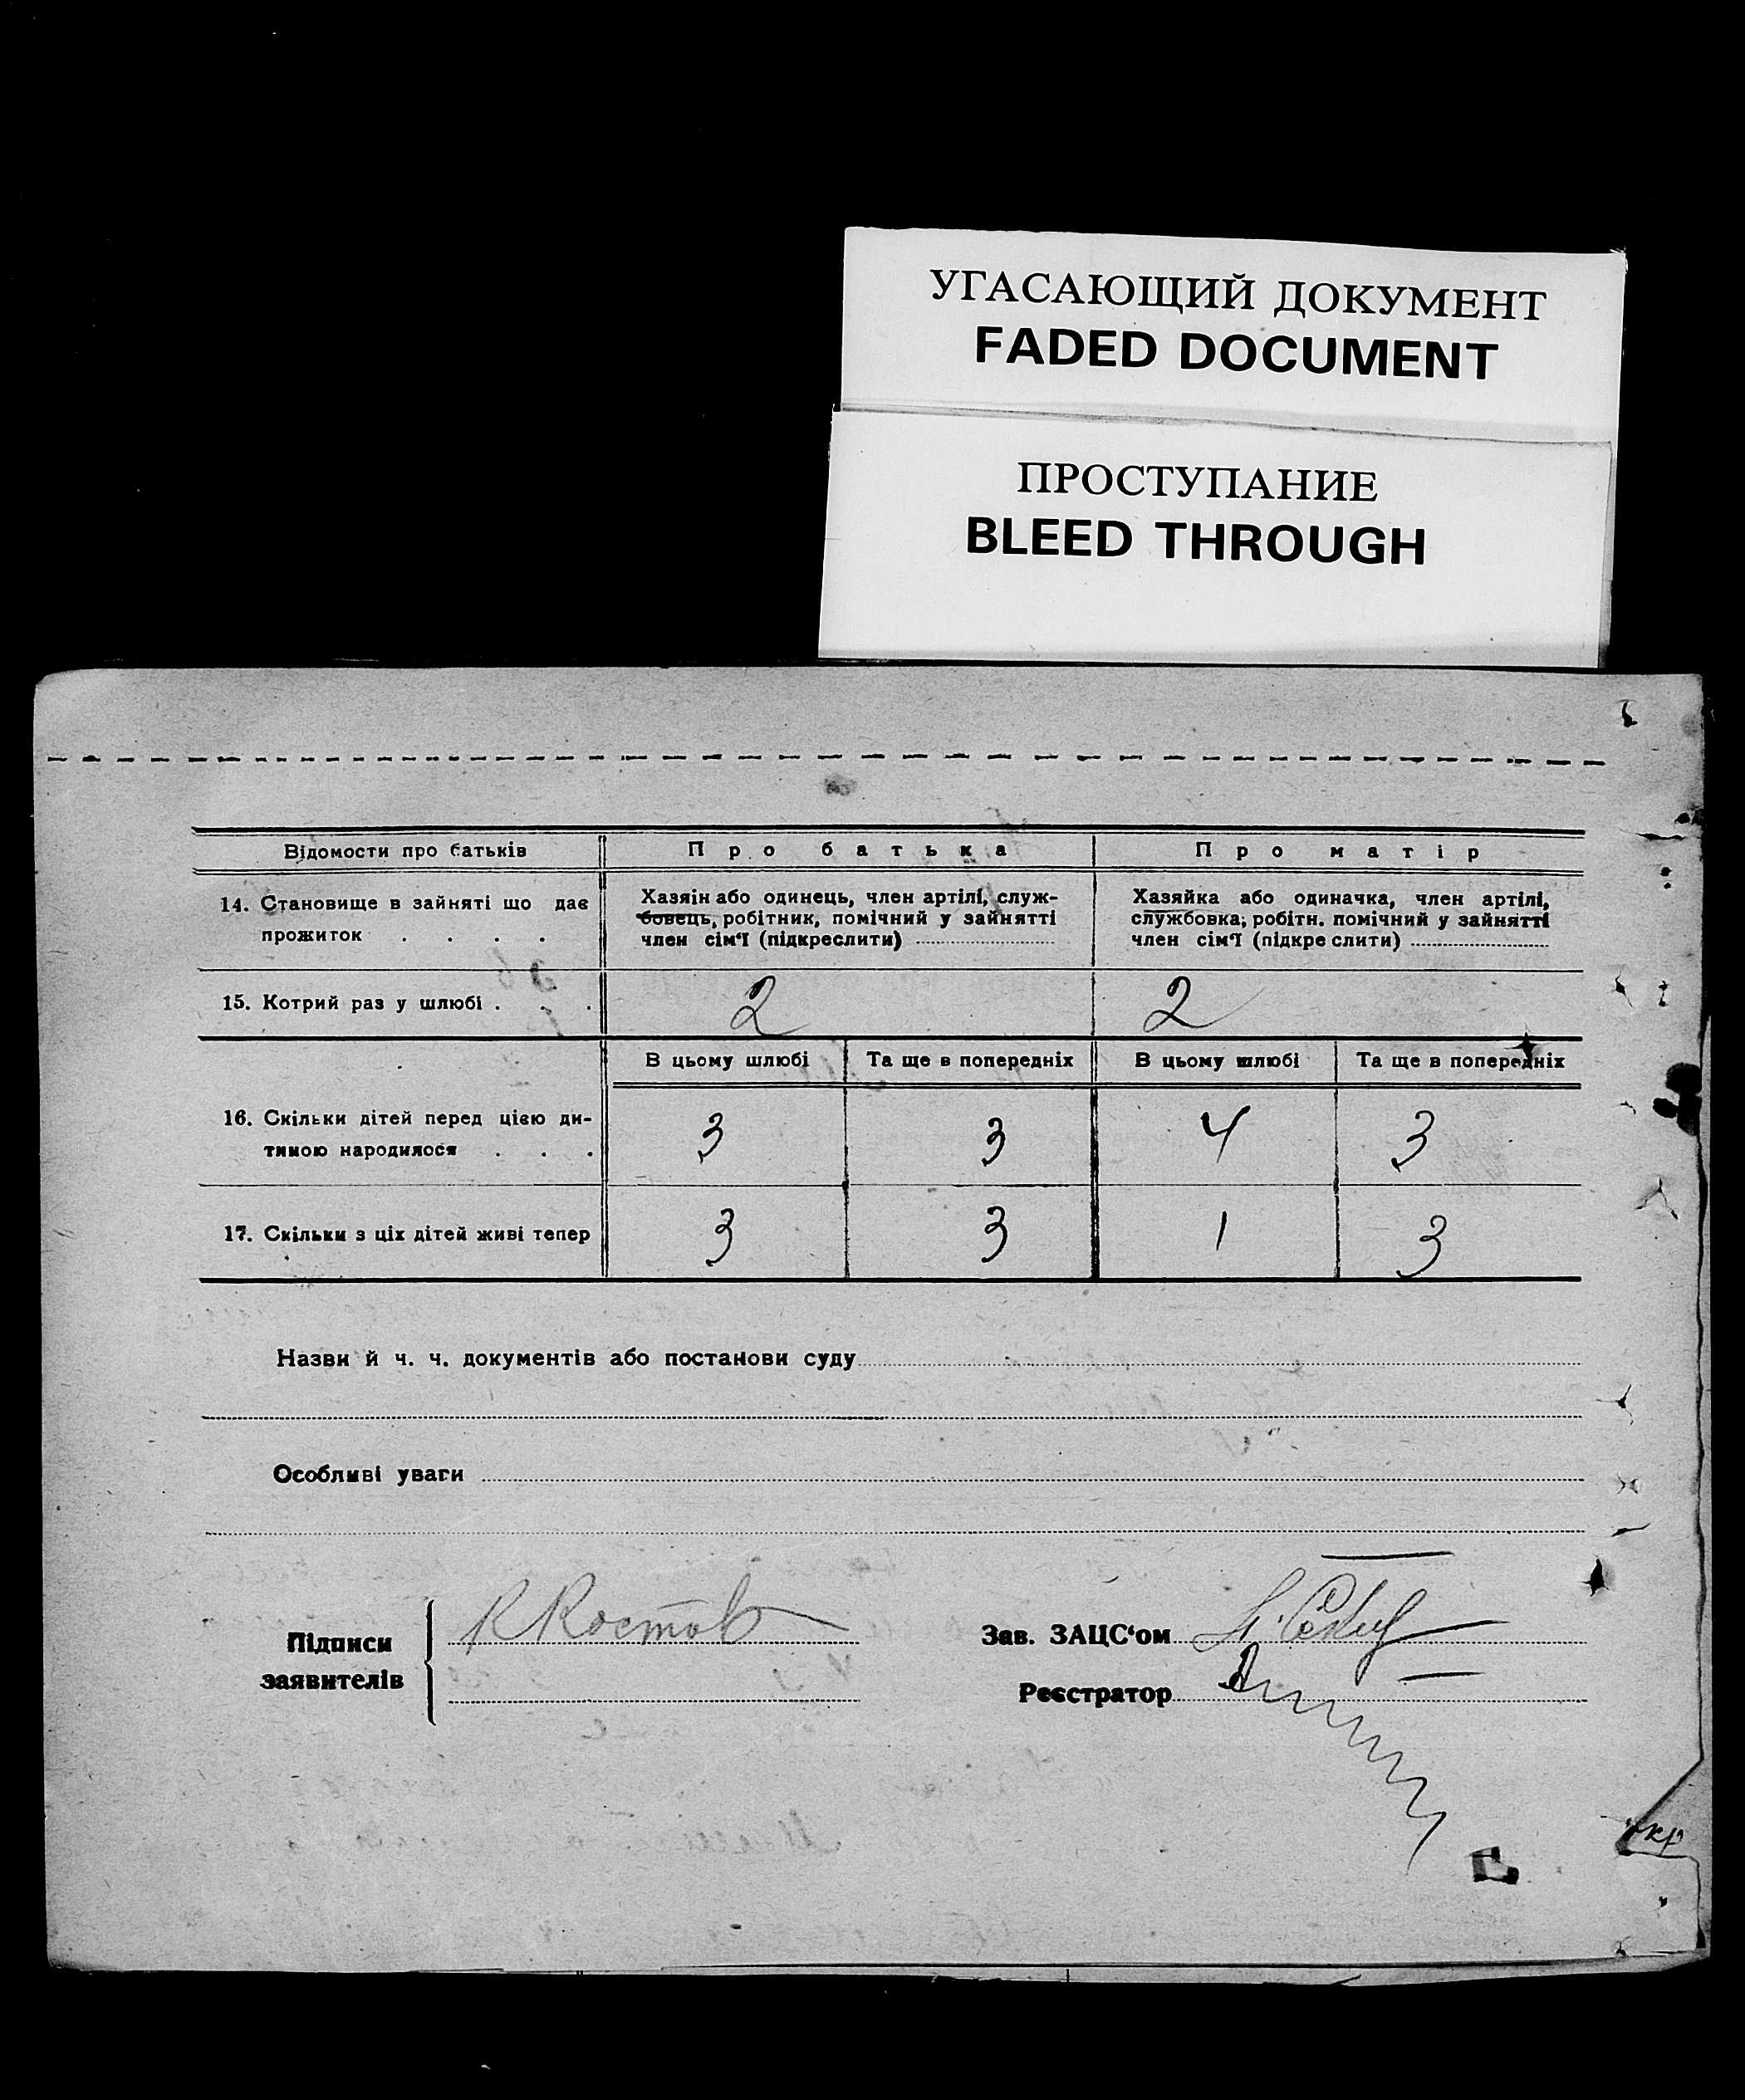 УГАСАЮЩИЙ ДОКУМЕНТ
FADED DOCUMENT
ПРОСТУПАНИЕ
BLEED THROUGH
Відомости про батьків
Про батька
Про матір
14. Становище в зайняті що дає
прожиток . . . .
Хазяін або одинець, член артілі, служ-
бовець, робітник, помічний у зайнятті
член сім‘ї (підкреслити)
Хазяйка або одиначка, член артілі,
службовка; робітн. помічний у зайнятті
член сім‘ї (підкреслити)
15. Котрий раз у шлюбі . . .
2
2
В цьому шлюбі
Та ще в попередніх
В цьому шлюбі
Та ще в попередніх
16. Скільки дітей перед цією ди-
тиною народилося . . .
3
3
4
3
17. Скільки з ціх дітей живі тепер
3
3
1
3
Назви й ч. ч. документів або постанови суду
Особливі уваги
Підписи
заявителів
К Костов
Зав. ЗАЦС‘ом
Реєстратор